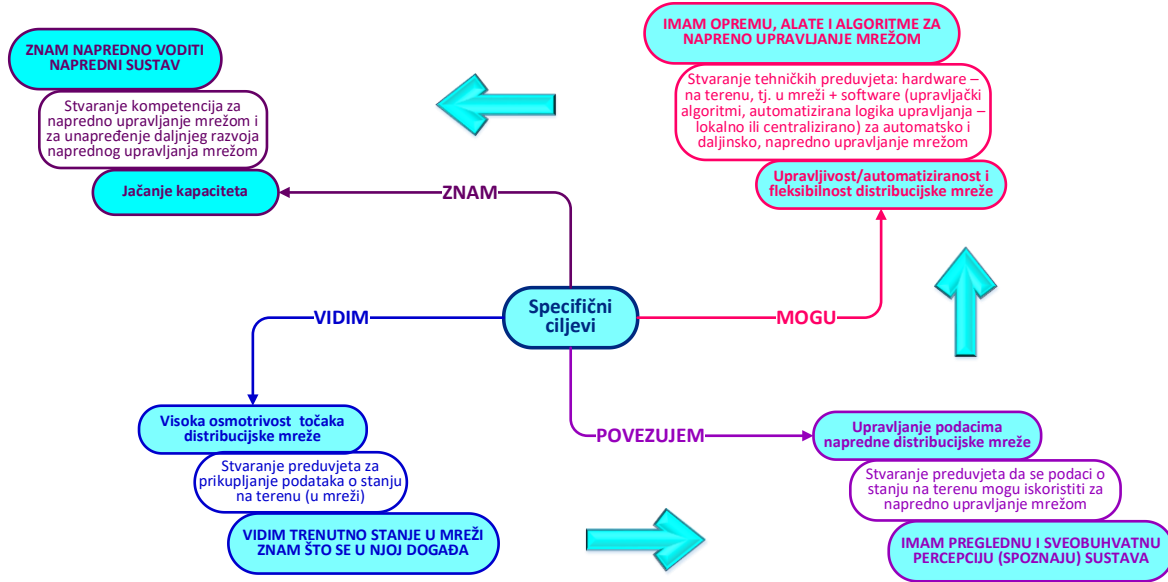 ZNAM NAPREDNO VODITI
NAPREDNI SUSTAV
Stvaranje kompetencija za
napredno upravljanje mrežom i
za unapređenje daljnjeg razvoja
naprednog upravljanja mrežom
Jačanje kapaciteta
ZNAM
IMAM OPREMU, ALATE I ALGORITME ZA
NAPRENO UPRAVLJANJE MREŽOM
Stvaranje tehničkih preduvjeta: hardware –
na terenu, tj. u mreži + software (upravljački
algoritmi, automatizirana logika upravljanja –
lokalno ili centralizirano) za automatsko i
daljinsko, napredno upravljanje mrežom
Upravljivost/automatiziranost i
fleksibilnost distribucijske mreže
Specifični
ciljevi
VIDIM
MOGU
Visoka osmotrivost točaka
distribucijske mreže
Stvaranje preduvjeta za
prikupljanje podataka o stanju
na terenu (u mreži)
VIDIM TRENUTNO STANJE U MREŽI
ZNAM ŠTO SE U NJOJ DOGAĐA
POVEZUJEM
Upravljanje podacima
napredne distribucijske mreže
Stvaranje preduvjeta da se podaci o
stanju na terenu mogu iskoristiti za
napredno upravljanje mrežom
IMAM PREGLEDNU I SVEOBUHVATNU
PERCEPCIJU (SPOZNAJU) SUSTAVA